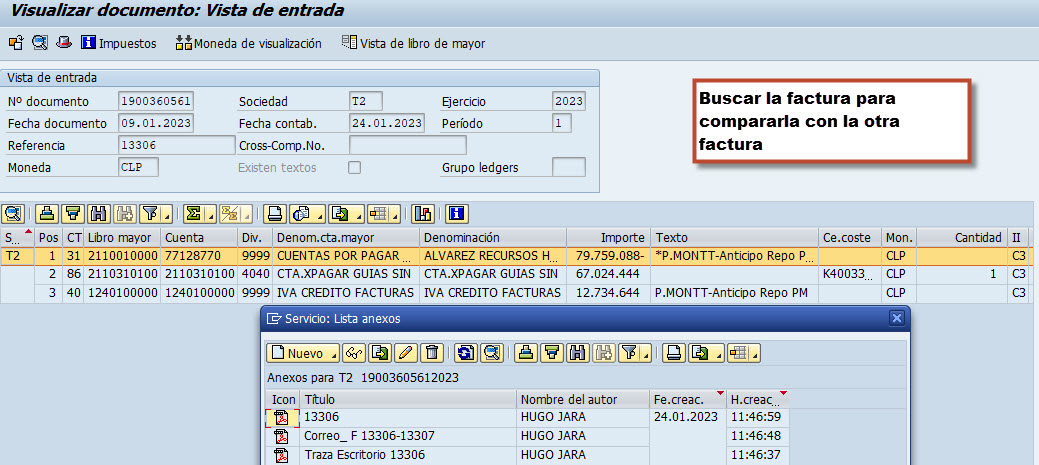 Visualizar documento: Vista de entrada
Impuestos Moneda de visualización Vista de libro de mayor
Vista de entrada
Nº documento 1900360561 Sociedad T2 Ejercicio 2023
Fecha documento 09.01.2023 Fecha contab. 24.01.2023 Período 1
Referencia 13306 Cross-Comp.No.
Moneda CLP Existen textos Grupo ledgers
Buscar la factura para
compararla con la otra
factura
S... Pos CT Libro mayor Cuenta Div. Denom.cta.mayor Denominación Importe Texto Ce.coste Mon. Cantidad II
T2 1 31 2110010000 77128770 9999 CUENTAS POR PAGAR ... ALVAREZ RECURSOS H... 79.759.088- *P.MONTT-Anticipo Repo P... CLP C3
2 86 2110310100 2110310100 4040 CTA.XPAGAR GUIAS SIN CTA.XPAGAR GUIAS SIN 67.024.444 K40033... CLP 1 C3
3 40 1240100000 1240100000 9999 IVA CREDITO FACTURAS IVA CREDITO FACTURAS 12.734.644 P.MONTT-Anticipo Repo PM CLP C3
Servicio: Lista anexos
Nuevo
Anexos para T2 19003605612023
Icon Título Nombre del autor Fe.creac. H.creac...
13306 HUGO JARA 24.01.2023 11:46:59
Correo_ F 13306-13307 HUGO JARA 11:46:48
Traza Escritorio 13306 HUGO JARA 11:46:37